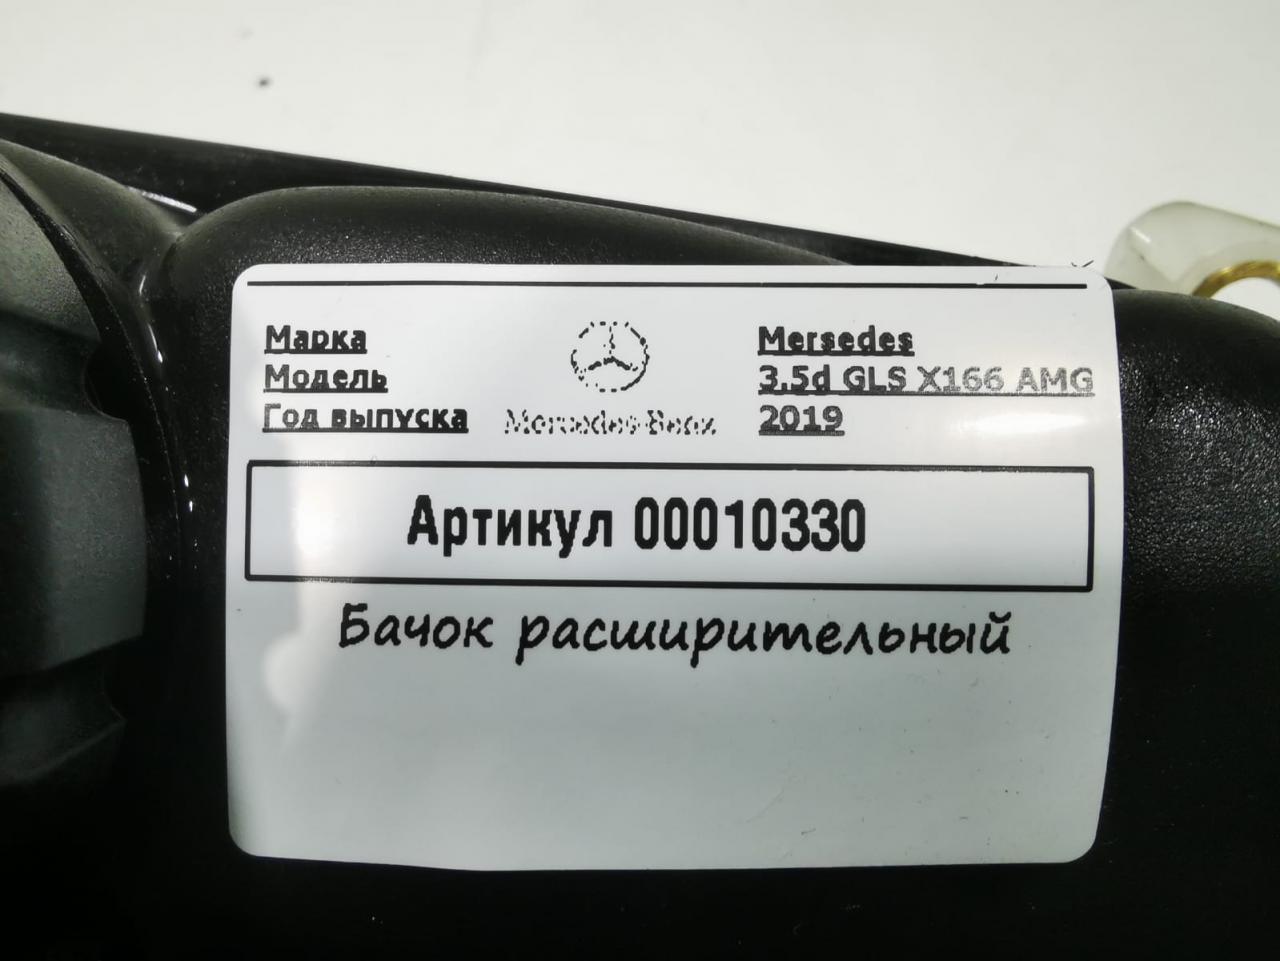 Марка Mersedes
Модель 3.5d GLS X166 AMG
Год выпуска Mercedes-Benz 2019
Артикул 00010330
Бачок расширительный